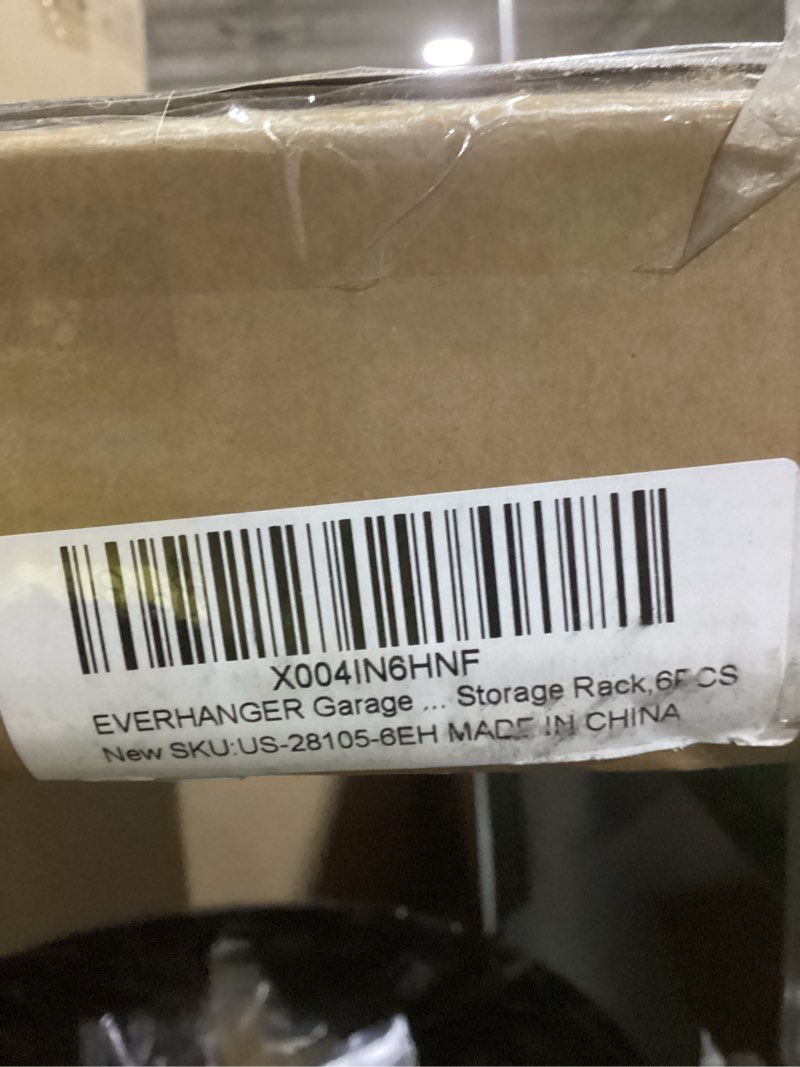 X004IN6HNF
EVERHANGER Garage ... Storage Rack,6PCS
New SKU:US-28105-6EH MADE IN CHINA